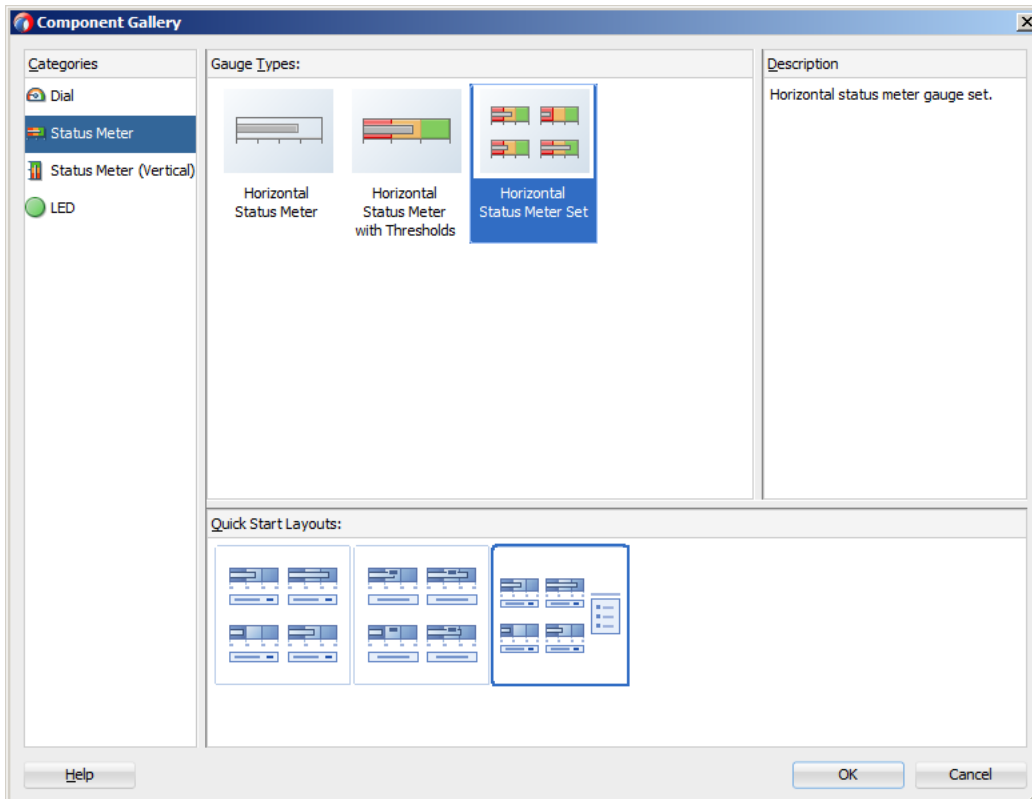 Component Gallery
Categories
Dial
Status Meter
Status Meter (Vertical)
LED
Gauge Types:
Horizontal
Status Meter
Horizontal
Status Meter
with Thresholds
Horizontal
Status Meter Set
Description
Horizontal status meter gauge set.
Quick Start Layouts:
Help
OK
Cancel